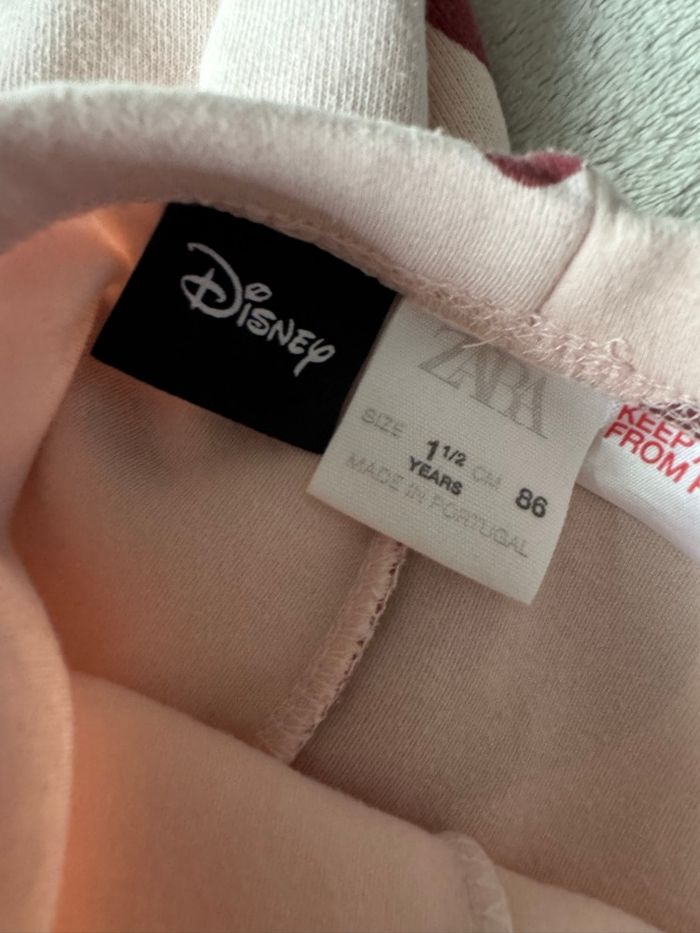 Disney
ZARA
SIZE 1 1/2 YEARS CM 86
MADE IN PORTUGAL
KEEP
FROM